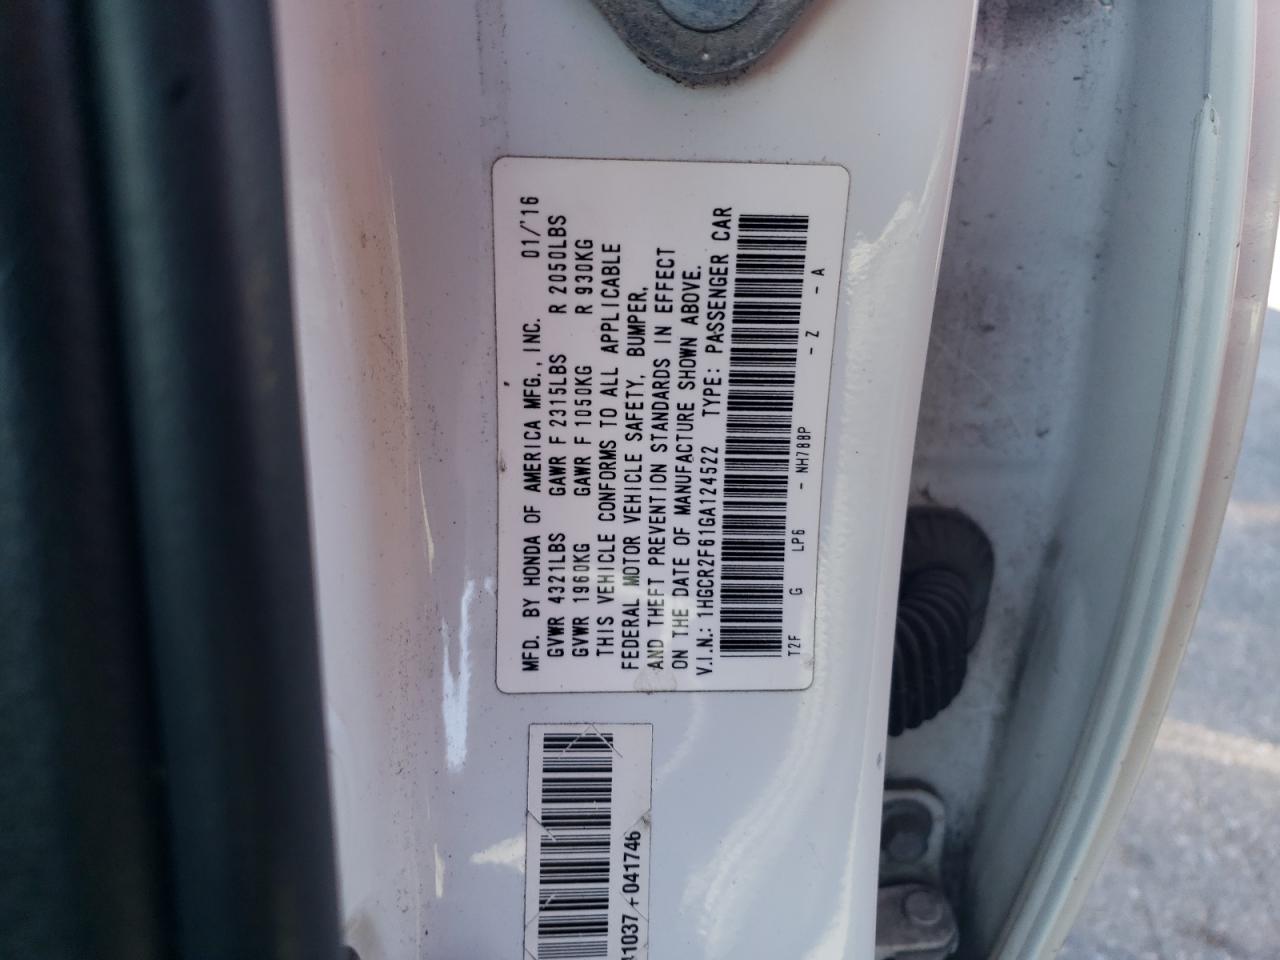 MFD. BY HONDA OF AMERICA MFG., INC. 01/'16
GVWR 4321LBS GAWR F 2315LBS R 2050LBS
GVWR 1960KG GAWR F 1050KG R 930KG
THIS VEHICLE CONFORMS TO ALL APPLICABLE
FEDERAL MOTOR VEHICLE SAFETY, BUMPER,
AND THEFT PREVENTION STANDARDS IN EFFECT
ON THE DATE OF MANUFACTURE SHOWN ABOVE.
V.I.N.: 1HGCR2F61GA124522 TYPE: PASSENGER CAR
T2F G LP6 - NH788P - Z - A
+041746